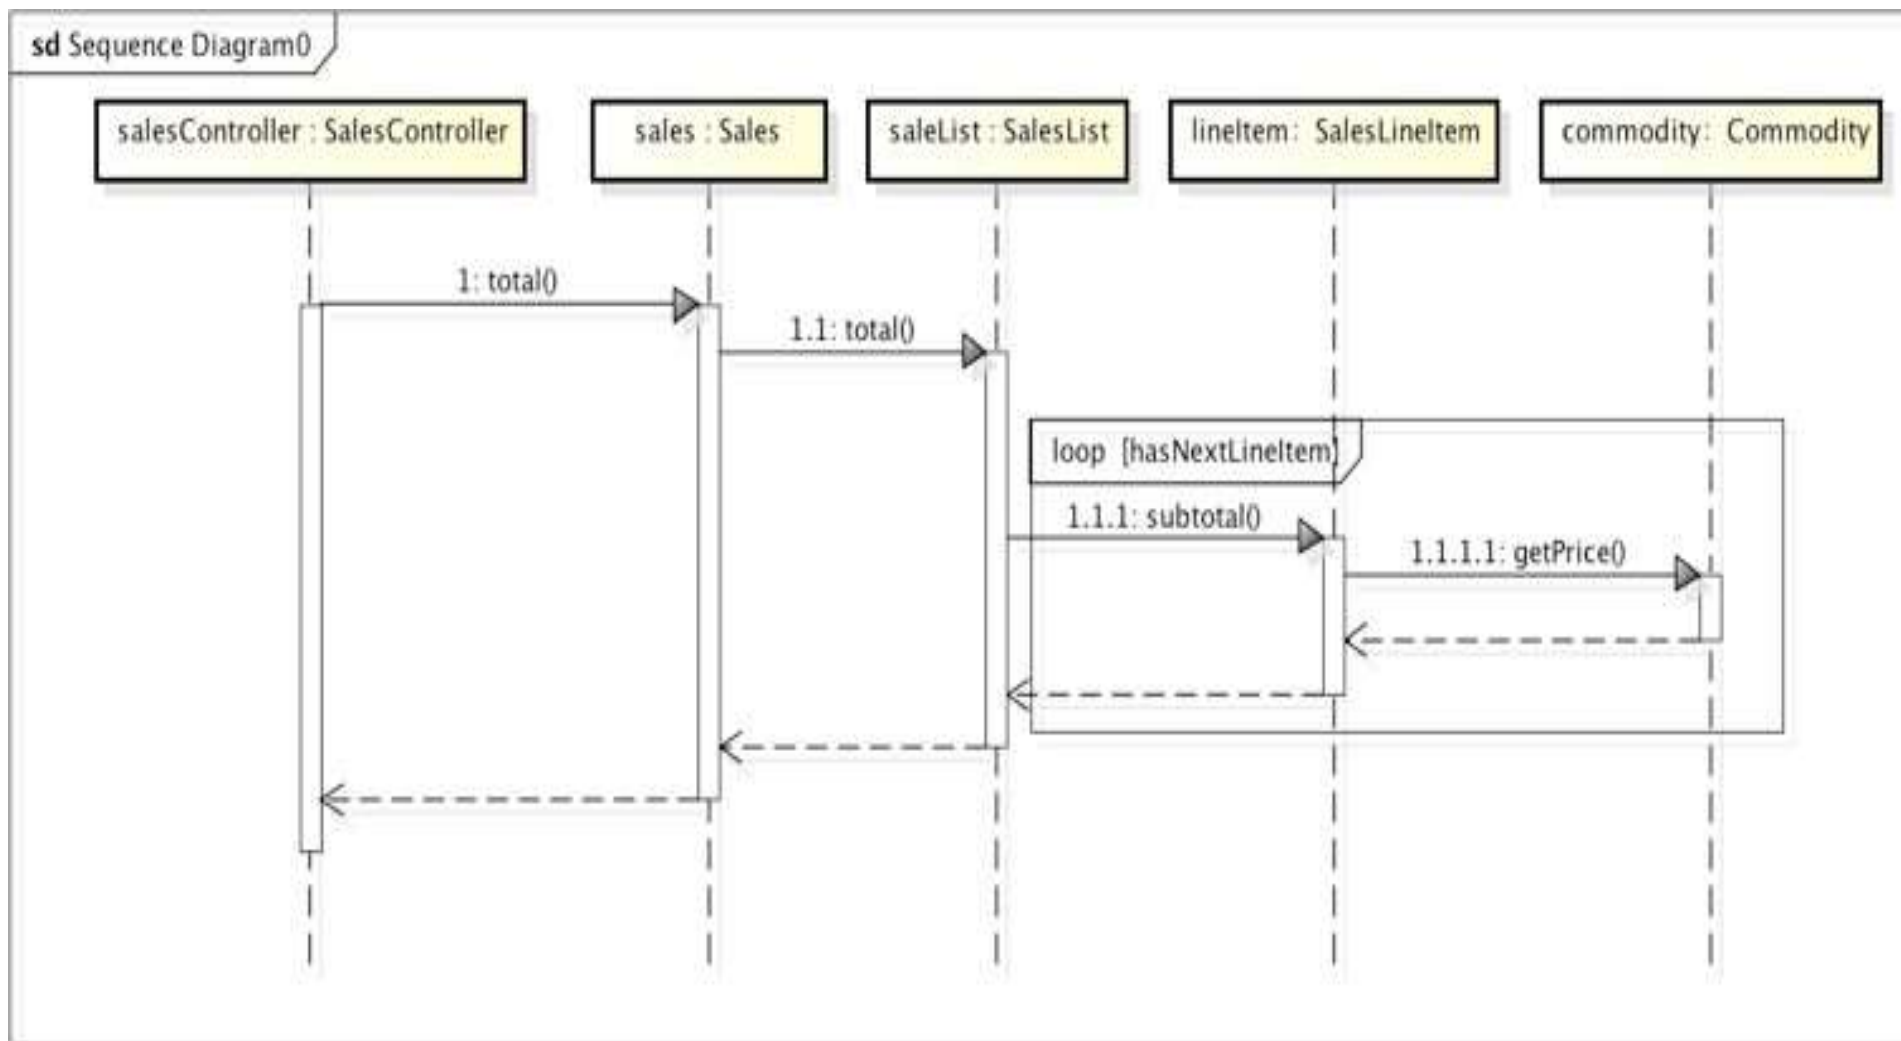 sd Sequence Diagram0
salesController : SalesController
sales : Sales
saleList : SalesList
lineItem: SalesLineItem
commodity: Commodity
1: total()
1.1: total()
loop [hasNextLineItem]
1.1.1: subtotal()
1.1.1.1: getPrice()